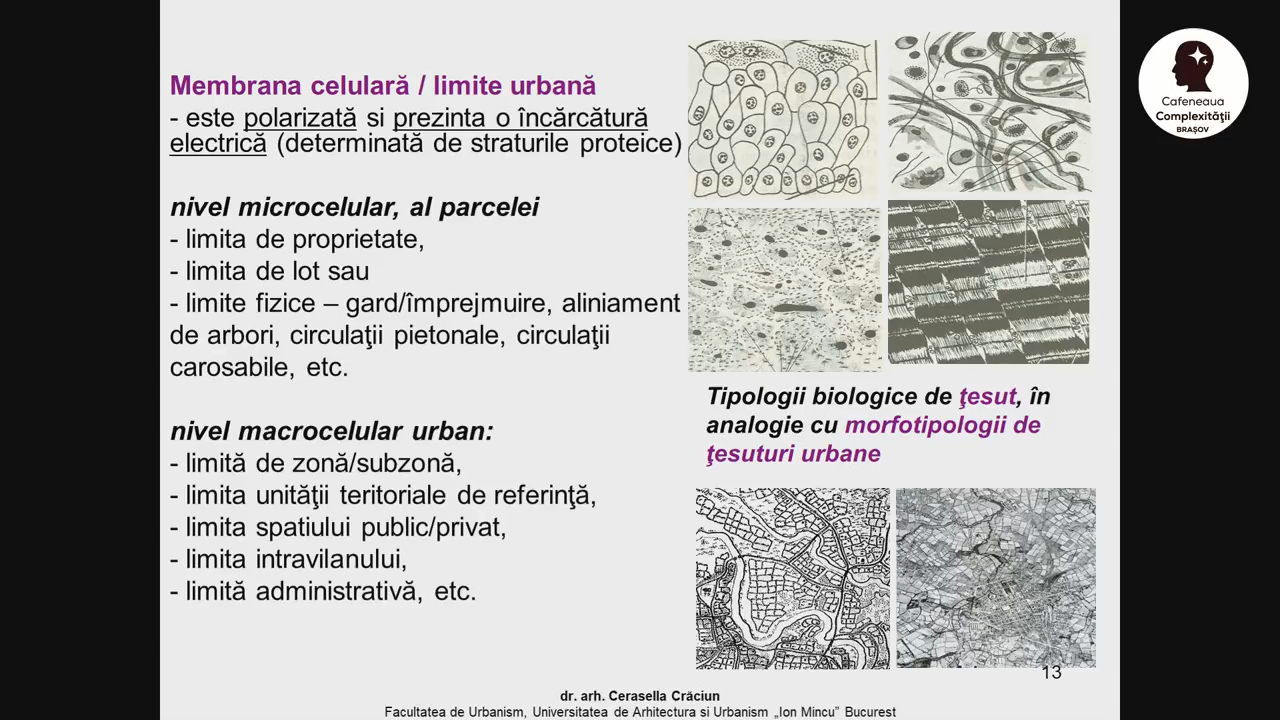 Membrana celulară / limite urbană
- este polarizată si prezinta o încărcătură
electrică (determinată de straturile proteice)
nivel microcelular, al parcelei
- limita de proprietate,
- limita de lot sau
- limite fizice – gard/împrejmuire, aliniament
de arbori, circulaţii pietonale, circulaţii
carosabile, etc.
nivel macrocelular urban:
- limită de zonă/subzonă,
- limita unităţii teritoriale de referinţă,
- limita spatiului public/privat,
- limita intravilanului,
- limită administrativă, etc.
Tipologii biologice de ţesut, în
analogie cu morfotipologii de
ţesuturi urbane
13
dr. arh. Cerasella Crăciun
Facultatea de Urbanism, Universitatea de Arhitectura si Urbanism „Ion Mincu” Bucurest
Cafeneaua
Complexităţii
BRAŞOV